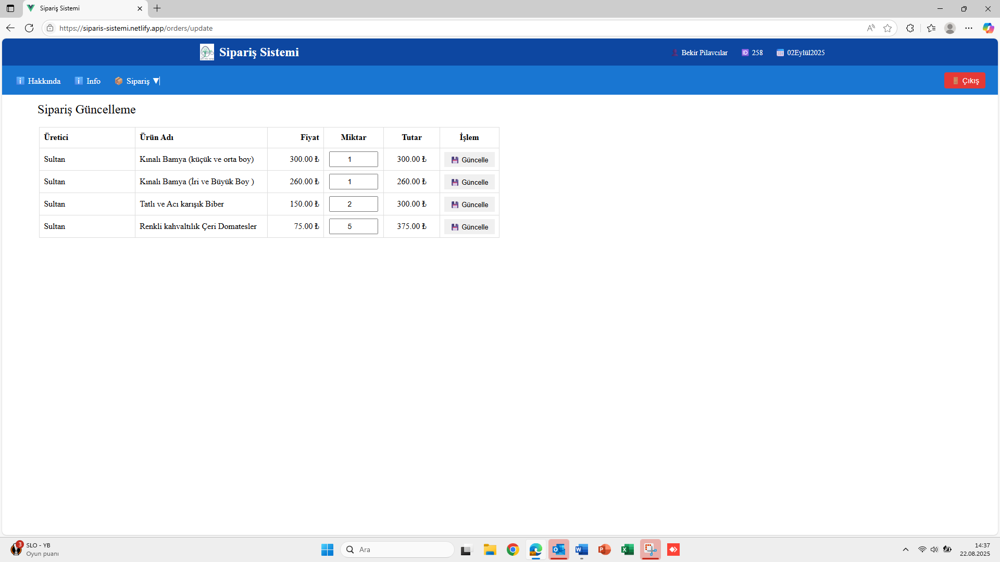 Sipariş Sistemi
https://siparis-sistemi.netlify.app/orders/update
Sipariş Sistemi
Bekir Pilavcılar
ID 258
02Eylül2025
i Hakkında
i Info
Sipariş ▼
Çıkış
Sipariş Güncelleme
Üretici Ürün Adı Fiyat Miktar Tutar İşlem
Sultan Kınalı Bamya (küçük ve orta boy) 300.00 ₺ 1 300.00 ₺ Güncelle
Sultan Kınalı Bamya (İri ve Büyük Boy ) 260.00 ₺ 1 260.00 ₺ Güncelle
Sultan Tatlı ve Acı karışık Biber 150.00 ₺ 2 300.00 ₺ Güncelle
Sultan Renkli kahvaltılık Çeri Domatesler 75.00 ₺ 5 375.00 ₺ Güncelle
3
SLO - YB
Oyun puanı
Ara
14:37
22.08.2025